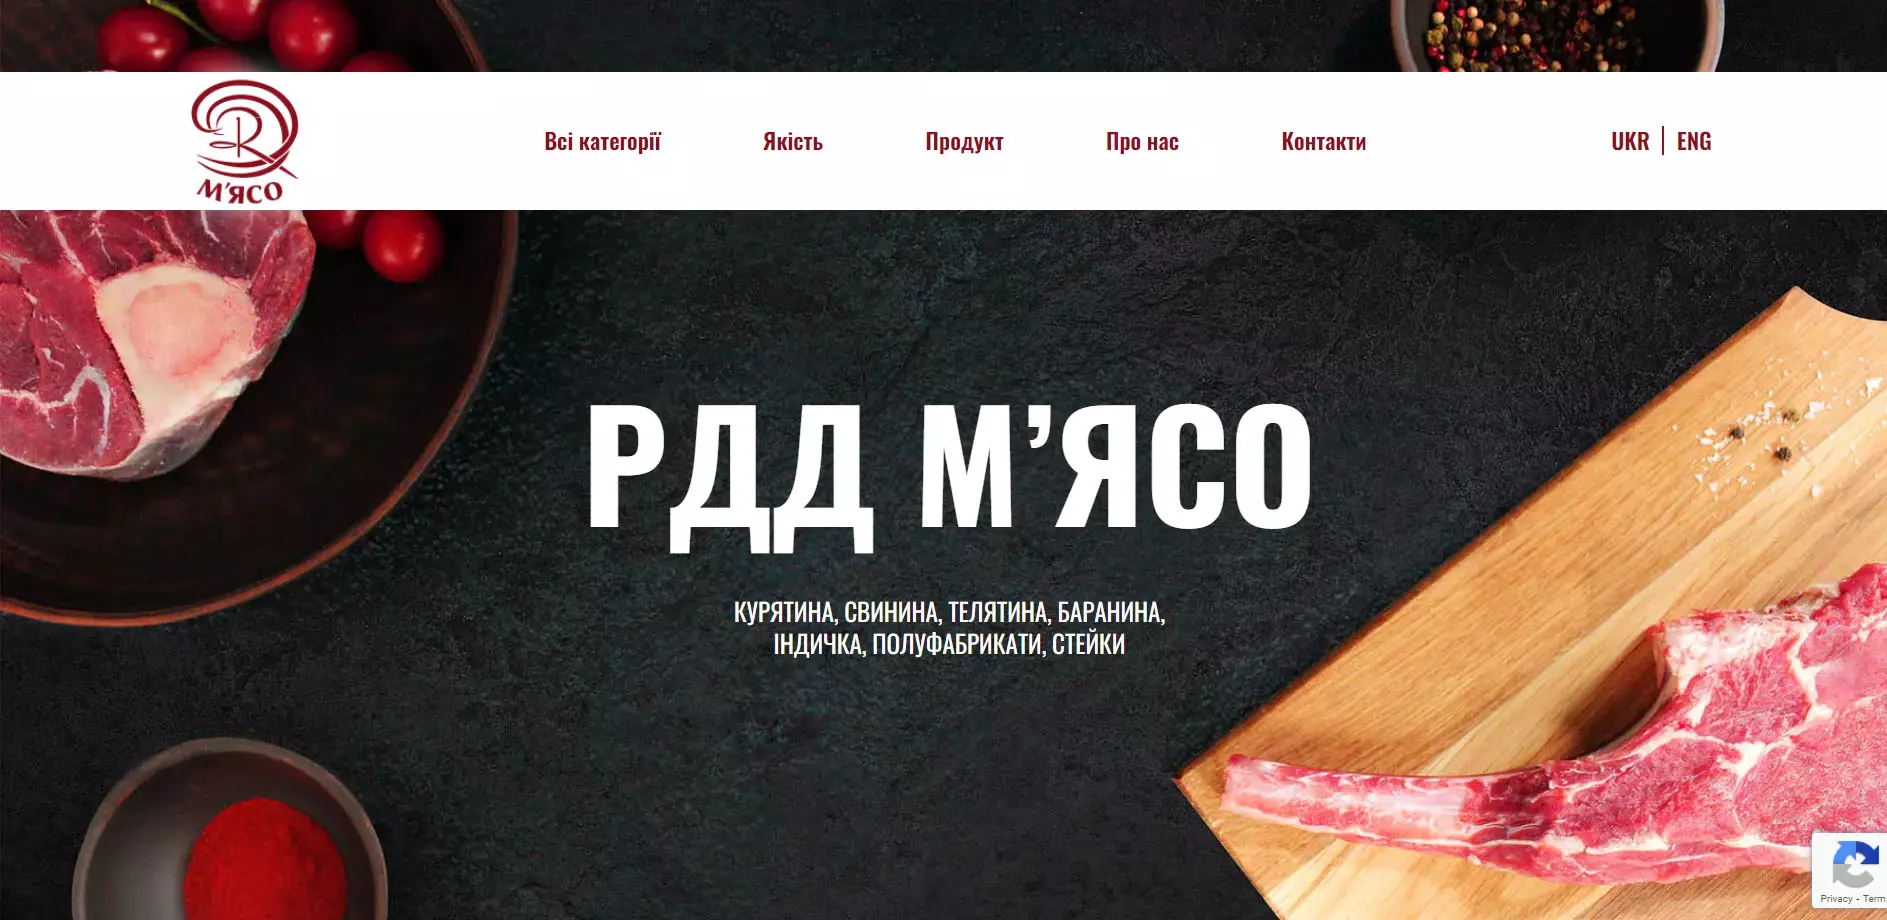 М'ЯСО
Всі категорії Якість Продукт Про нас Контакти UKR ENG
РДД М’ЯСО
КУРЯТИНА, СВИНИНА, ТЕЛЯТИНА, БАРАНИНА,
ІНДИЧКА, ПОЛУФАБРИКАТИ, СТЕЙКИ
Privacy - Term